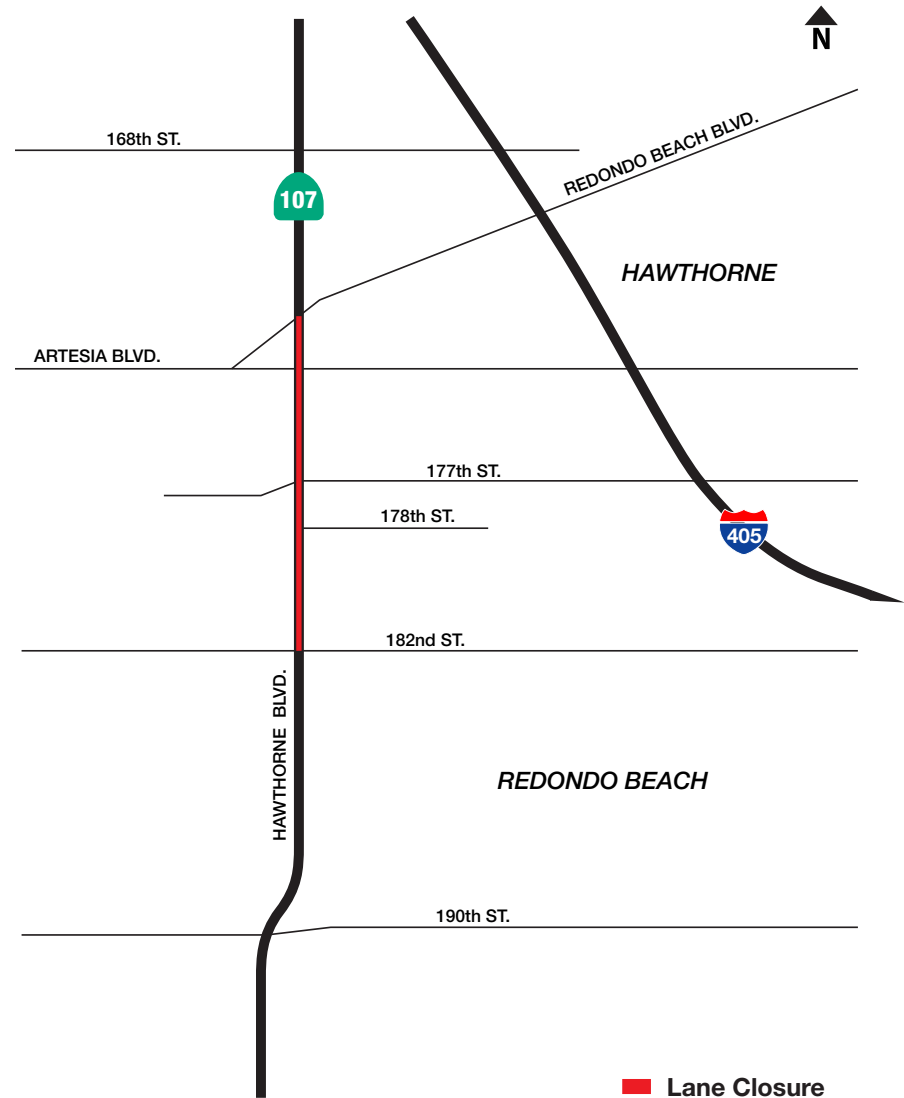 N
REDONDO BEACH BLVD.
168th ST.
107
HAWTHORNE
ARTESIA BLVD.
177th ST.
178th ST.
405
182nd ST.
HAWTHORNE BLVD.
REDONDO BEACH
190th ST.
Lane Closure